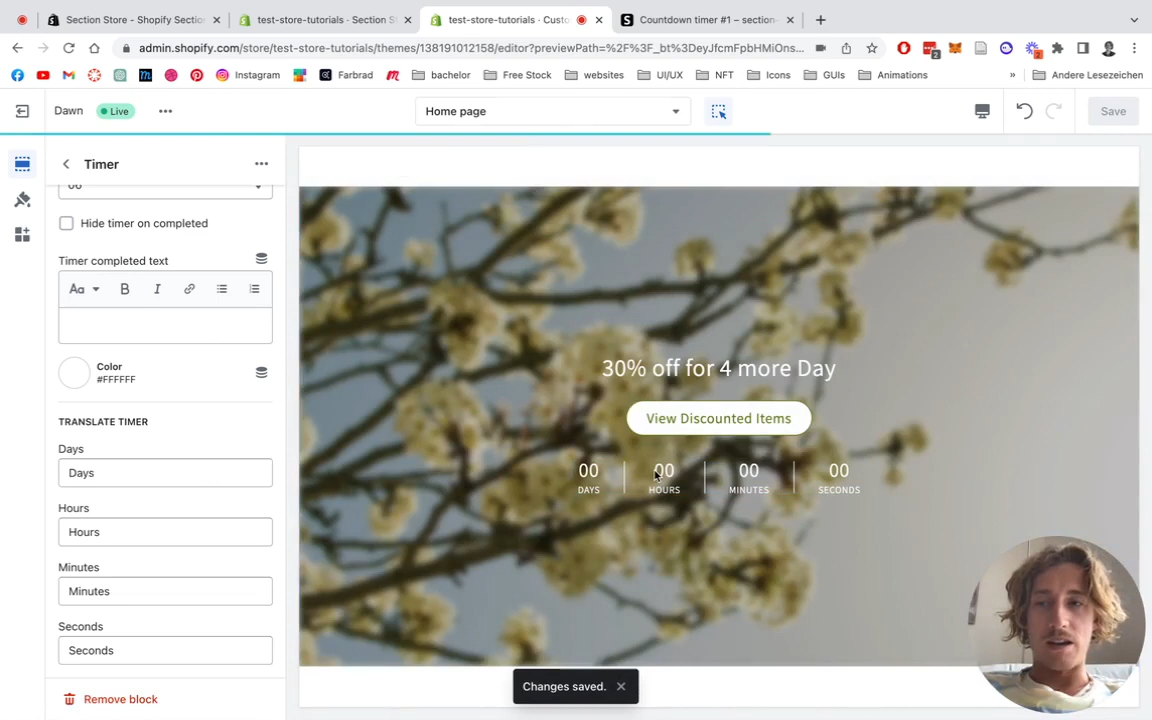 Section Store - Shopify Section
test-store-tutorials · Section S
test-store-tutorials · Custo
Countdown timer #1 – section-
admin.shopify.com/store/test-store-tutorials/themes/138191012158/editor?previewPath=%2F%3F_bt%3DeyJfcmFpbHMiOns...
Instagram
Farbrad
bachelor
Free Stock
websites
UI/UX
NFT
Icons
GUIs
Animations
»
Andere Lesezeichen
Dawn
Live
Home page
Save
Timer
00
Hide timer on completed
Timer completed text
Aa
B
I
Color
#FFFFFF
TRANSLATE TIMER
Days
Days
Hours
Hours
Minutes
Minutes
Seconds
Seconds
Remove block
30% off for 4 more Day
View Discounted Items
00 00 00 00
DAYS HOURS MINUTES SECONDS
Changes saved.